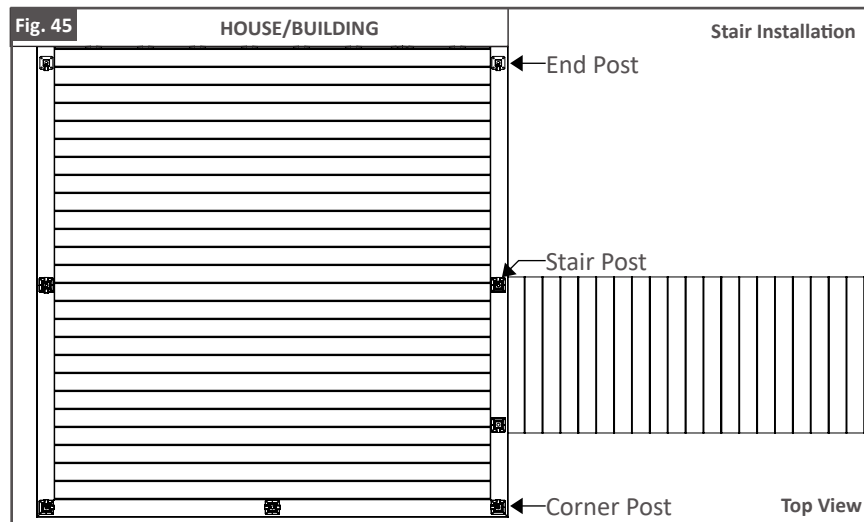 Fig. 45
HOUSE/BUILDING
Stair Installation
End Post
Stair Post
Corner Post
Top View